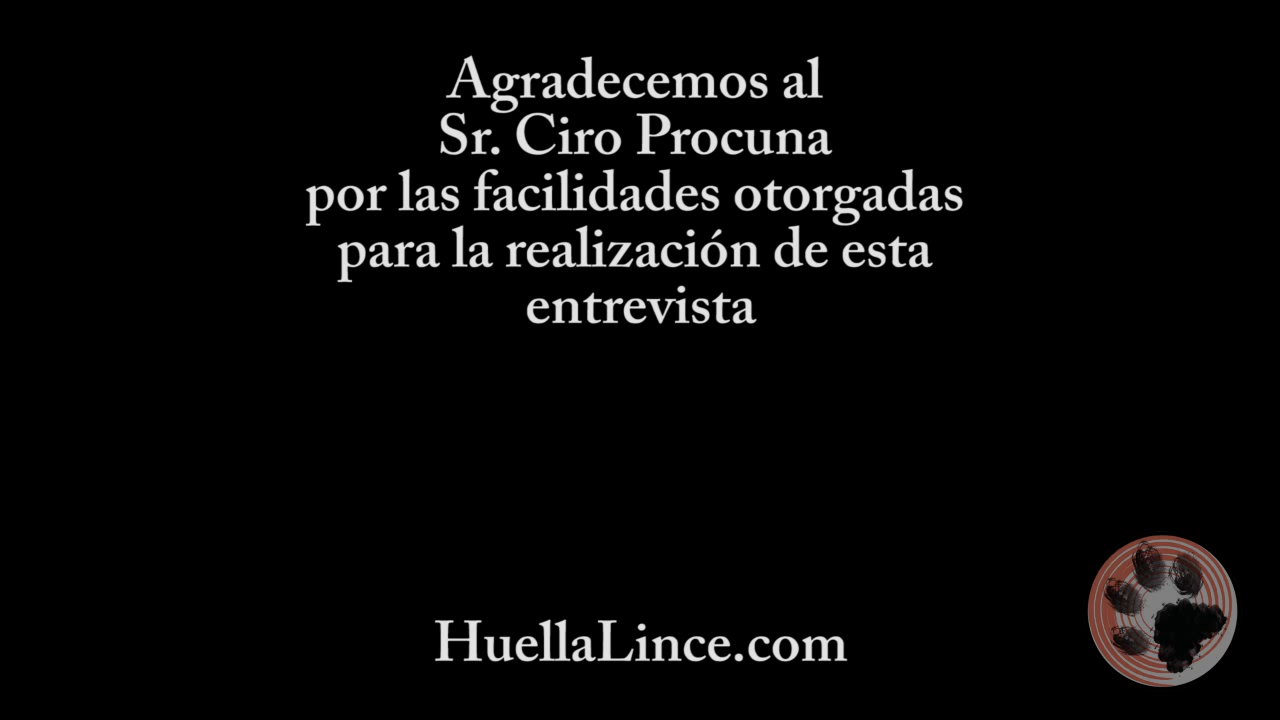 Agradecemos al
Sr. Ciro Procuna
por las facilidades otorgadas
para la realización de esta
entrevista
HuellaLince.com